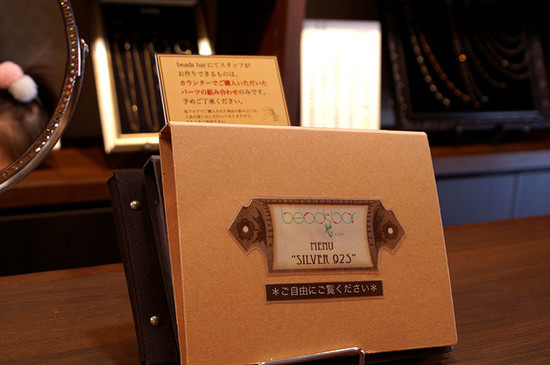 beads barにてスタッフが
お作りできるものは、
カウンターでご購入いただいた
パーツの組み合わせのみです。
予めご了承ください。
beadsbar
MENU
"SILVER 925"
＊ご自由にご覧ください＊